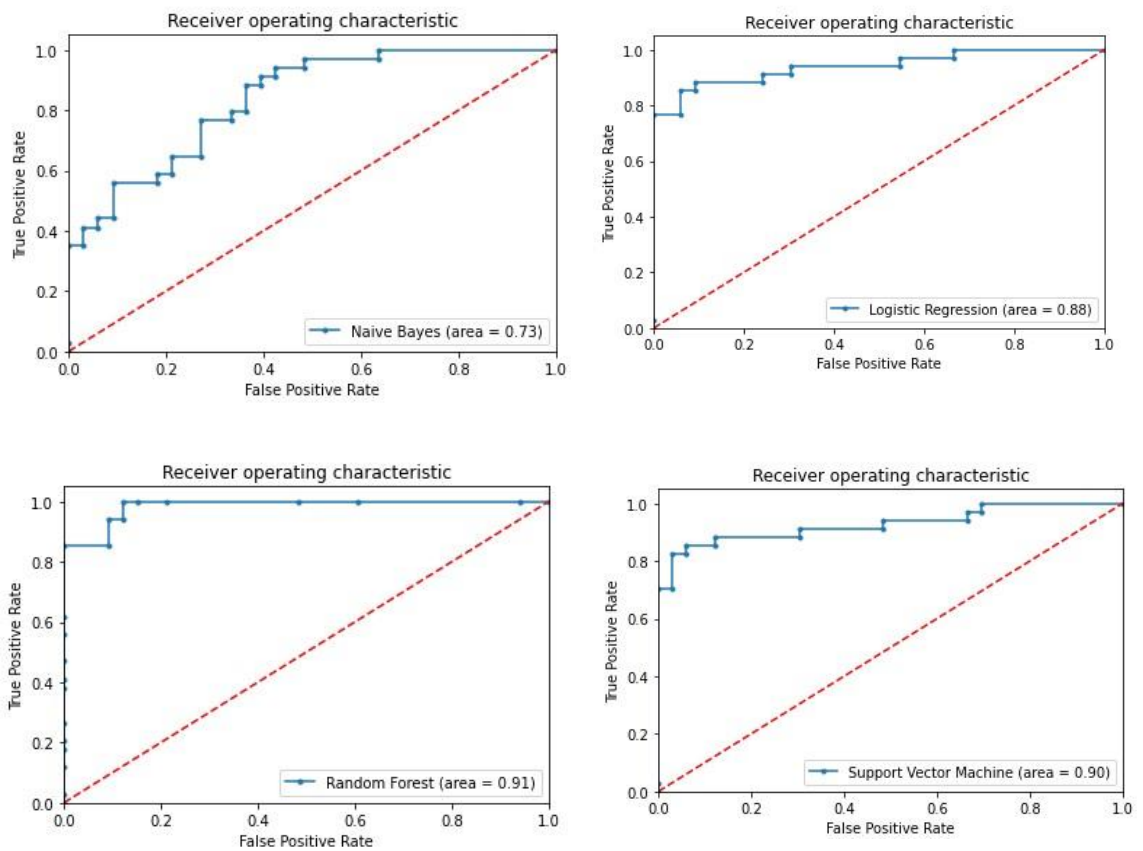 Receiver operating characteristic
1.0
0.8
0.6
0.4
0.2
0.0
True Positive Rate
Naive Bayes (area = 0.73)
0.0 0.2 0.4 0.6 0.8 1.0
False Positive Rate
Receiver operating characteristic
1.0
0.8
0.6
0.4
0.2
0.0
True Positive Rate
Logistic Regression (area = 0.88)
0.0 0.2 0.4 0.6 0.8 1.0
False Positive Rate
Receiver operating characteristic
1.0
0.8
0.6
0.4
0.2
0.0
True Positive Rate
Random Forest (area = 0.91)
0.0 0.2 0.4 0.6 0.8 1.0
False Positive Rate
Receiver operating characteristic
1.0
0.8
0.6
0.4
0.2
0.0
True Positive Rate
Support Vector Machine (area = 0.90)
0.0 0.2 0.4 0.6 0.8 1.0
False Positive Rate